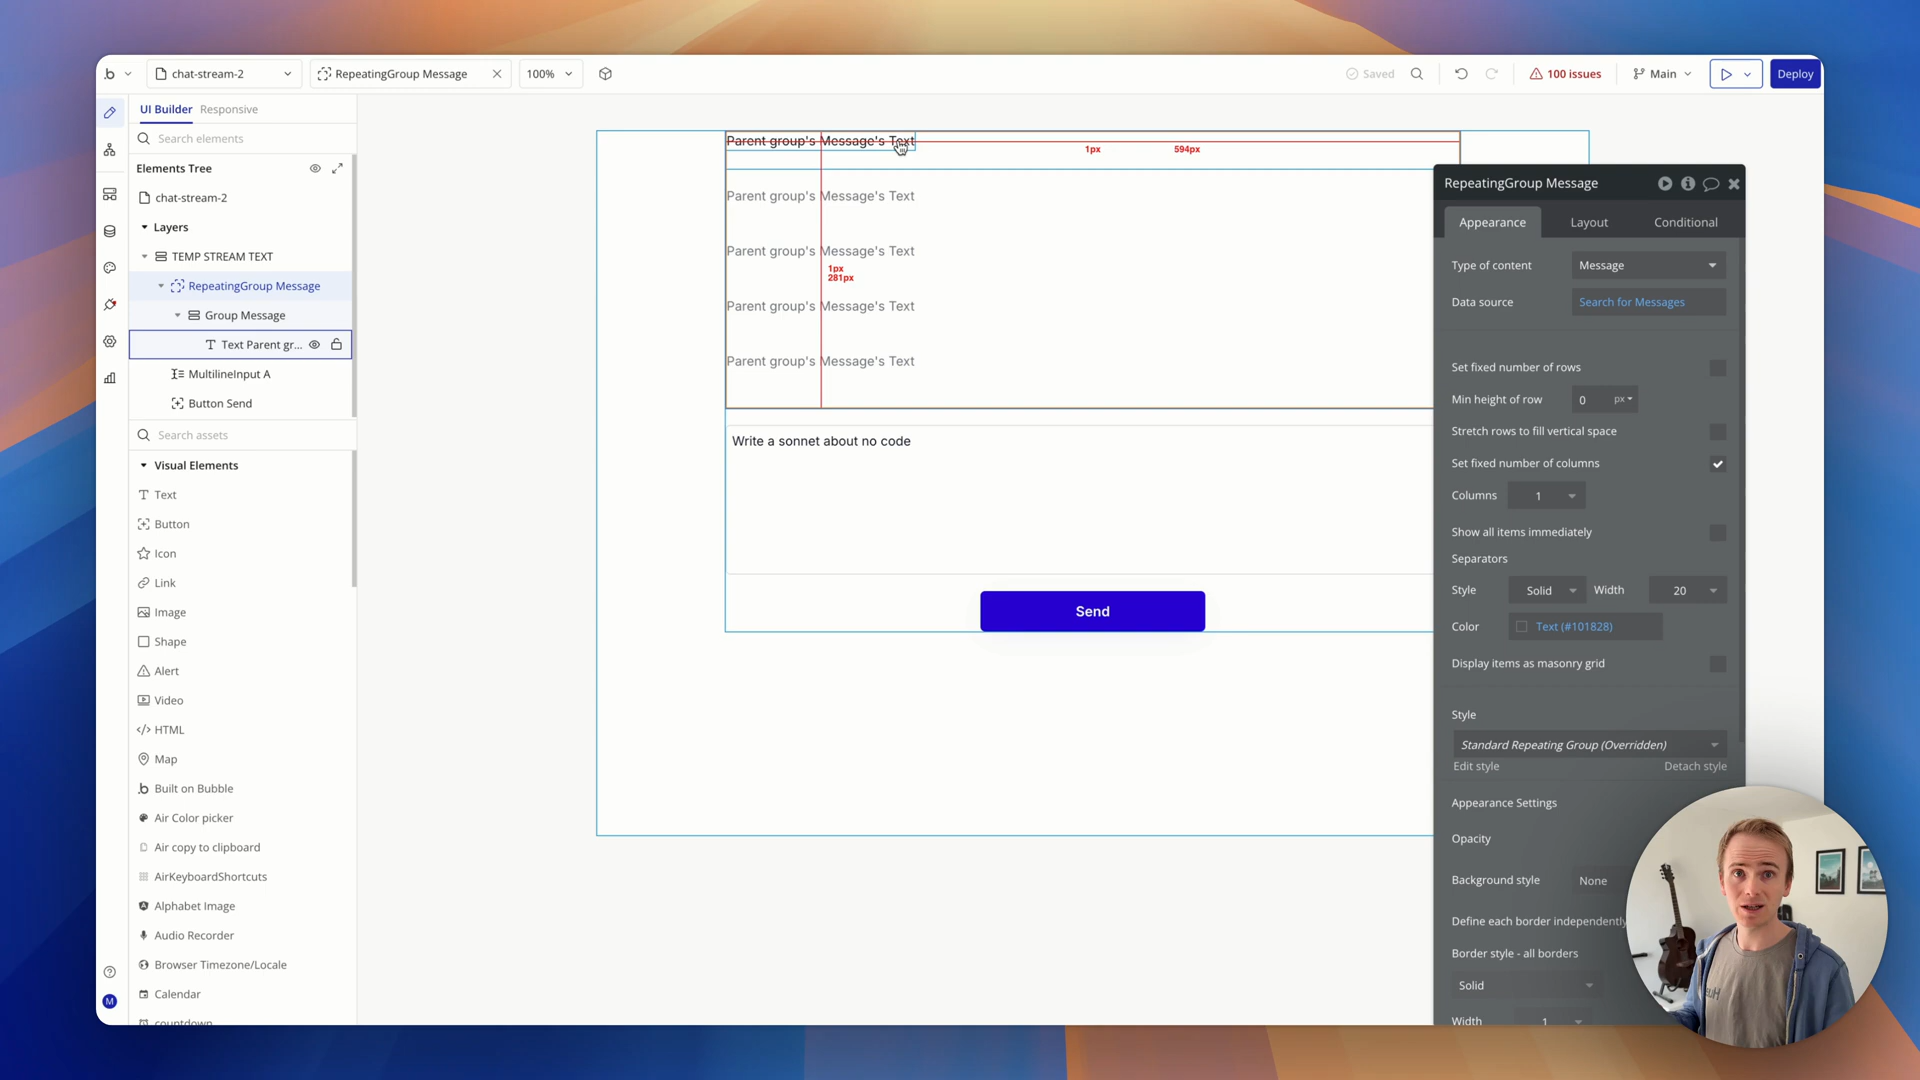 chat-stream-2
RepeatingGroup Message
100%
Saved
100 issues
Main
Deploy
UI Builder
Responsive
Search elements
Elements Tree
chat-stream-2
Layers
TEMP STREAM TEXT
RepeatingGroup Message
Group Message
Text Parent gr...
MultilineInput A
Button Send
Search assets
Visual Elements
Text
Button
Icon
Link
Image
Shape
Alert
Video
HTML
Map
Built on Bubble
Air Color picker
Air copy to clipboard
AirKeyboardShortcuts
Alphabet Image
Audio Recorder
Browser Timezone/Locale
Calendar
countdown
M
Parent group's Message's Text
1px
594px
Parent group's Message's Text
Parent group's Message's Text
1px
281px
Parent group's Message's Text
Parent group's Message's Text
Write a sonnet about no code
Send
RepeatingGroup Message
Appearance
Layout
Conditional
Type of content
Message
Data source
Search for Messages
Set fixed number of rows
Min height of row
0
px
Stretch rows to fill vertical space
Set fixed number of columns
Columns
1
Show all items immediately
Separators
Style
Solid
Width
20
Color
Text (#101828)
Display items as masonry grid
Style
Standard Repeating Group (Overridden)
Edit style
Detach style
Appearance Settings
Opacity
Background style
None
Define each border independently
Border style - all borders
Solid
Width
1